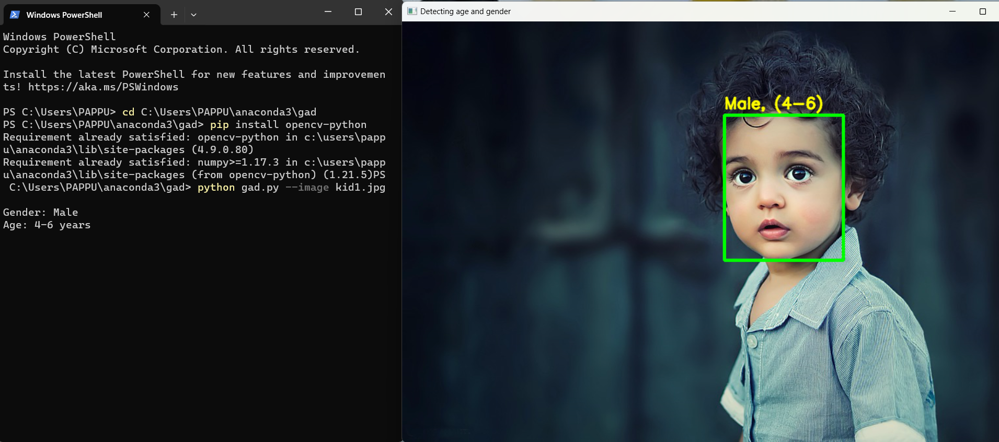 Windows PowerShell
Windows PowerShell
Copyright (C) Microsoft Corporation. All rights reserved.
Install the latest PowerShell for new features and improvemen
ts! https://aka.ms/PSWindows
PS C:\Users\PAPPU> cd C:\Users\PAPPU\anaconda3\gad
PS C:\Users\PAPPU\anaconda3\gad> pip install opencv-python
Requirement already satisfied: opencv-python in c:\users\papp
u\anaconda3\lib\site-packages (4.9.0.80)
Requirement already satisfied: numpy>=1.17.3 in c:\users\papp
u\anaconda3\lib\site-packages (from opencv-python) (1.21.5)PS
C:\Users\PAPPU\anaconda3\gad> python gad.py --image kid1.jpg
Gender: Male
Age: 4-6 years
Detecting age and gender
Male, (4-6)